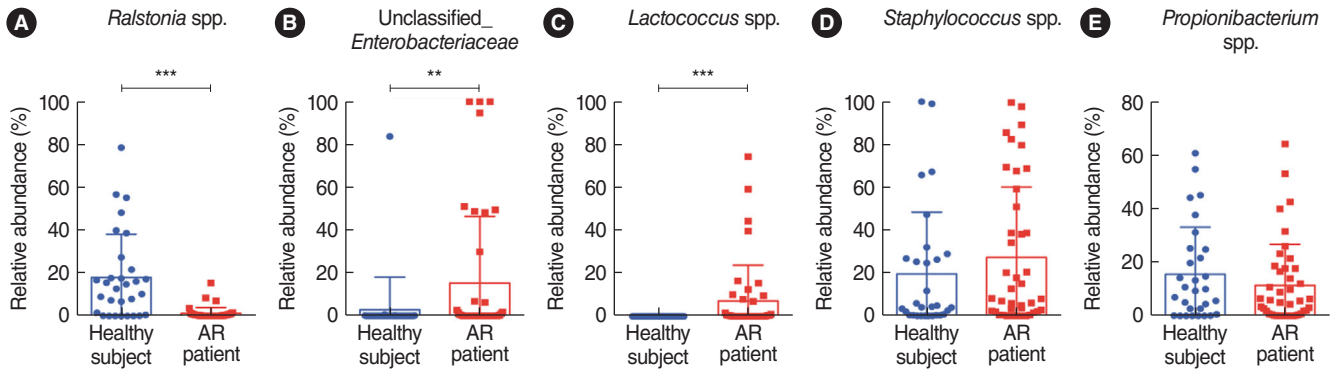 A
Ralstonia spp.
***
Relative abundance (%)
100
80
60
40
20
0
Healthy
subject
AR
patient
B
Unclassified_
Enterobacteriaceae
**
Relative abundance (%)
100
80
60
40
20
0
Healthy
subject
AR
patient
C
Lactococcus spp.
***
Relative abundance (%)
100
80
60
40
20
0
Healthy
subject
AR
patient
D
Staphylococcus spp.
Relative abundance (%)
100
80
60
40
20
0
Healthy
subject
AR
patient
E
Propionibacterium
spp.
Relative abundance (%)
80
60
40
20
0
Healthy
subject
AR
patient